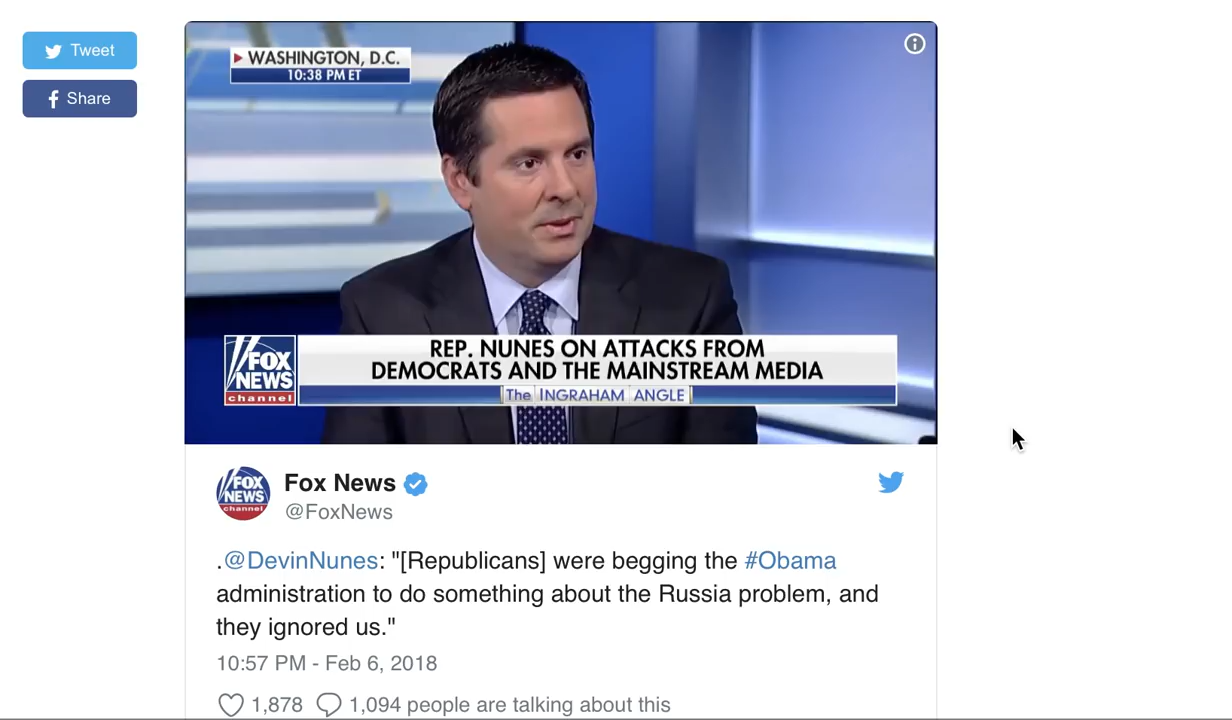 Tweet
Share
WASHINGTON, D.C.
10:38 PM ET
REP. NUNES ON ATTACKS FROM
DEMOCRATS AND THE MAINSTREAM MEDIA
FOX
NEWS
channel
The INGRAHAM ANGLE
FOX
NEWS
channel
Fox News
@FoxNews
.@DevinNunes: "[Republicans] were begging the #Obama
administration to do something about the Russia problem, and
they ignored us."
10:57 PM - Feb 6, 2018
1,878 1,094 people are talking about this